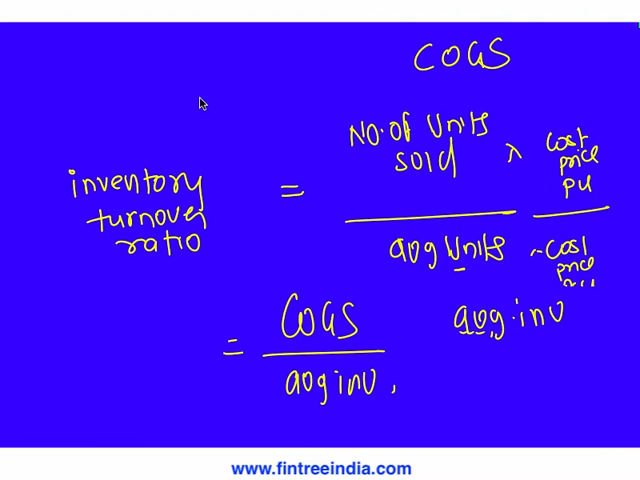 COGS
No. of Units sold × Cost price pu
inventory turnover ratio =
avg Units × Cost price
= COGS
avg inv
avg. inv
www.fintreeindia.com